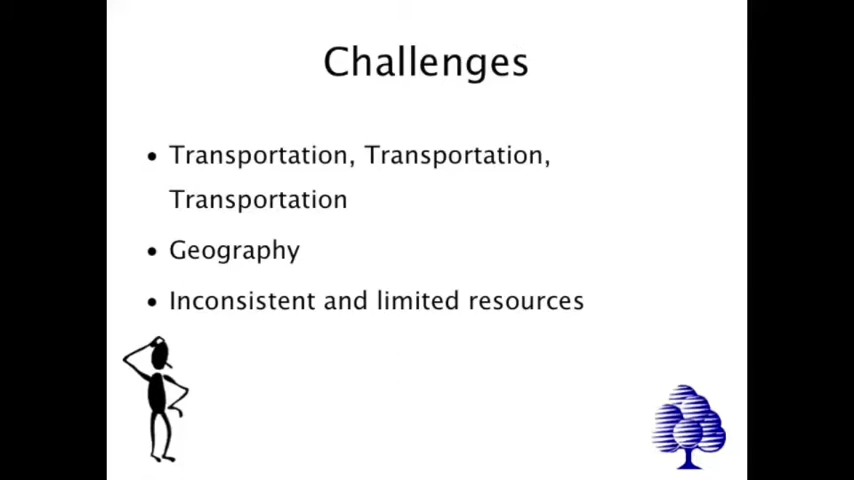 Challenges
• Transportation, Transportation,
Transportation
• Geography
• Inconsistent and limited resources